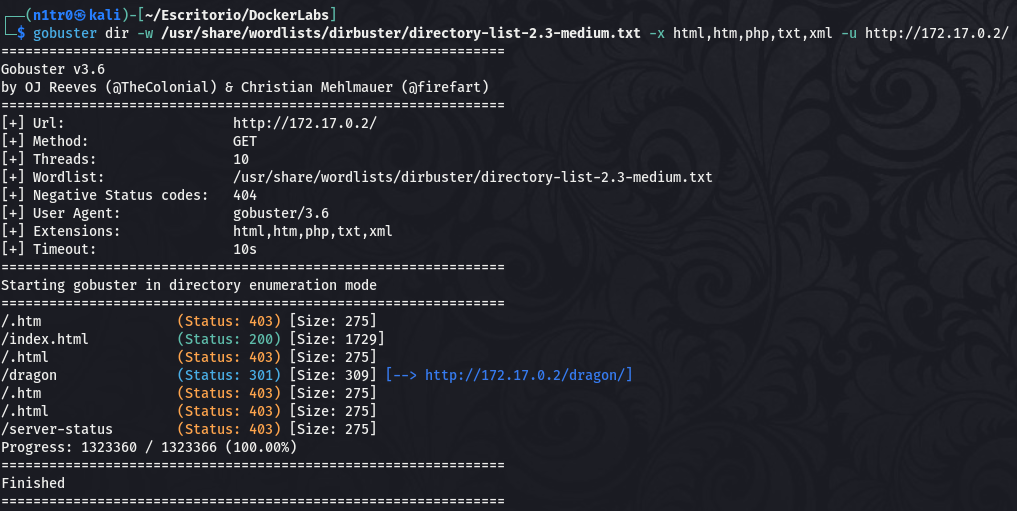 ┌──(n1tr0㉿kali)-[~/Escritorio/DockerLabs]
└─$ gobuster dir -w /usr/share/wordlists/dirbuster/directory-list-2.3-medium.txt -x html,htm,php,txt,xml -u http://172.17.0.2/
===============================================================
Gobuster v3.6
by OJ Reeves (@TheColonial) & Christian Mehlmauer (@firefart)
===============================================================
[+] Url:                     http://172.17.0.2/
[+] Method:                  GET
[+] Threads:                 10
[+] Wordlist:                /usr/share/wordlists/dirbuster/directory-list-2.3-medium.txt
[+] Negative Status codes:   404
[+] User Agent:              gobuster/3.6
[+] Extensions:              html,htm,php,txt,xml
[+] Timeout:                 10s
===============================================================
Starting gobuster in directory enumeration mode
===============================================================
/.htm                 (Status: 403) [Size: 275]
/index.html           (Status: 200) [Size: 1729]
/.html                (Status: 403) [Size: 275]
/dragon               (Status: 301) [Size: 309] [--> http://172.17.0.2/dragon/]
/.htm                 (Status: 403) [Size: 275]
/.html                (Status: 403) [Size: 275]
/server-status        (Status: 403) [Size: 275]
Progress: 1323360 / 1323366 (100.00%)
===============================================================
Finished
===============================================================